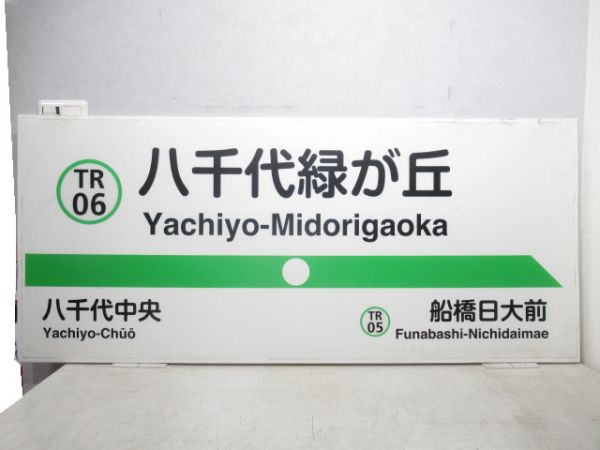 TR
06
八千代緑が丘
Yachiyo-Midorigaoka
八千代中央
Yachiyo-Chūō
TR
05
船橋日大前
Funabashi-Nichidaimae